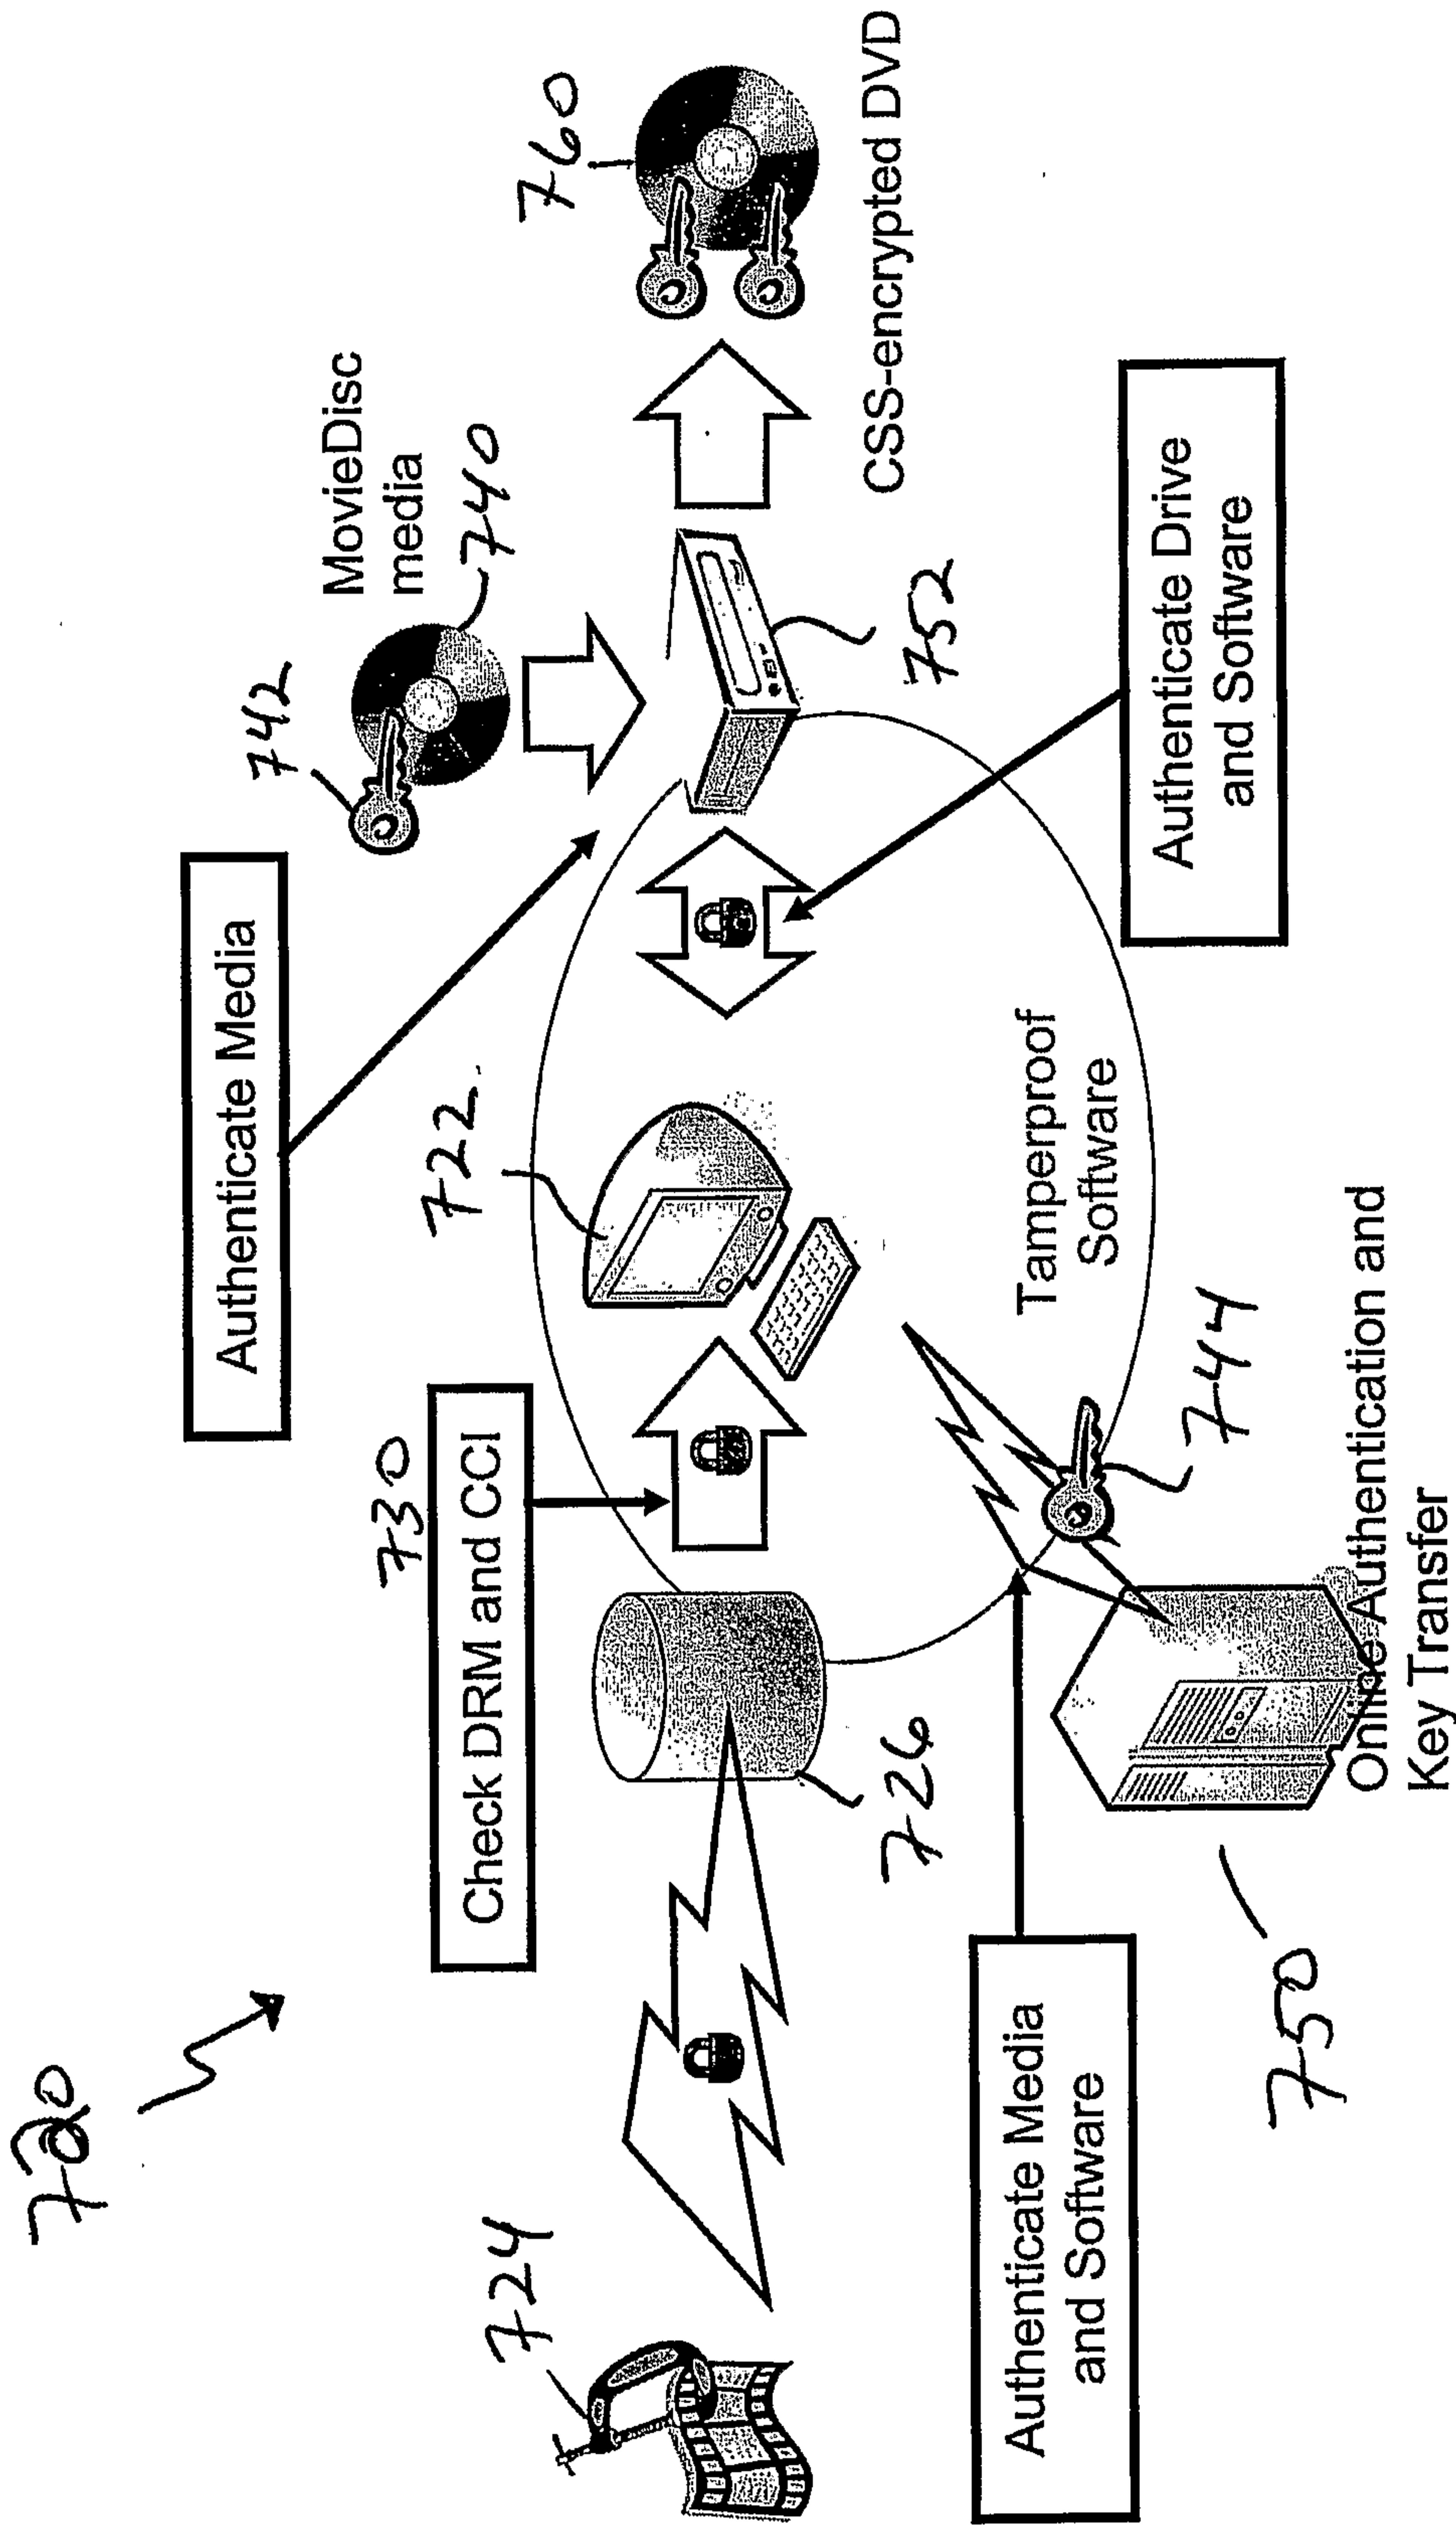 720
724
Authenticate Media
and Software
750
Check DRM and CCI
730
726
Online Authentication and
Key Transfer
744
Tamperproof
Software
722
Authenticate Media
742
MovieDisc
media
740
752
Authenticate Drive
and Software
760
CSS-encrypted DVD